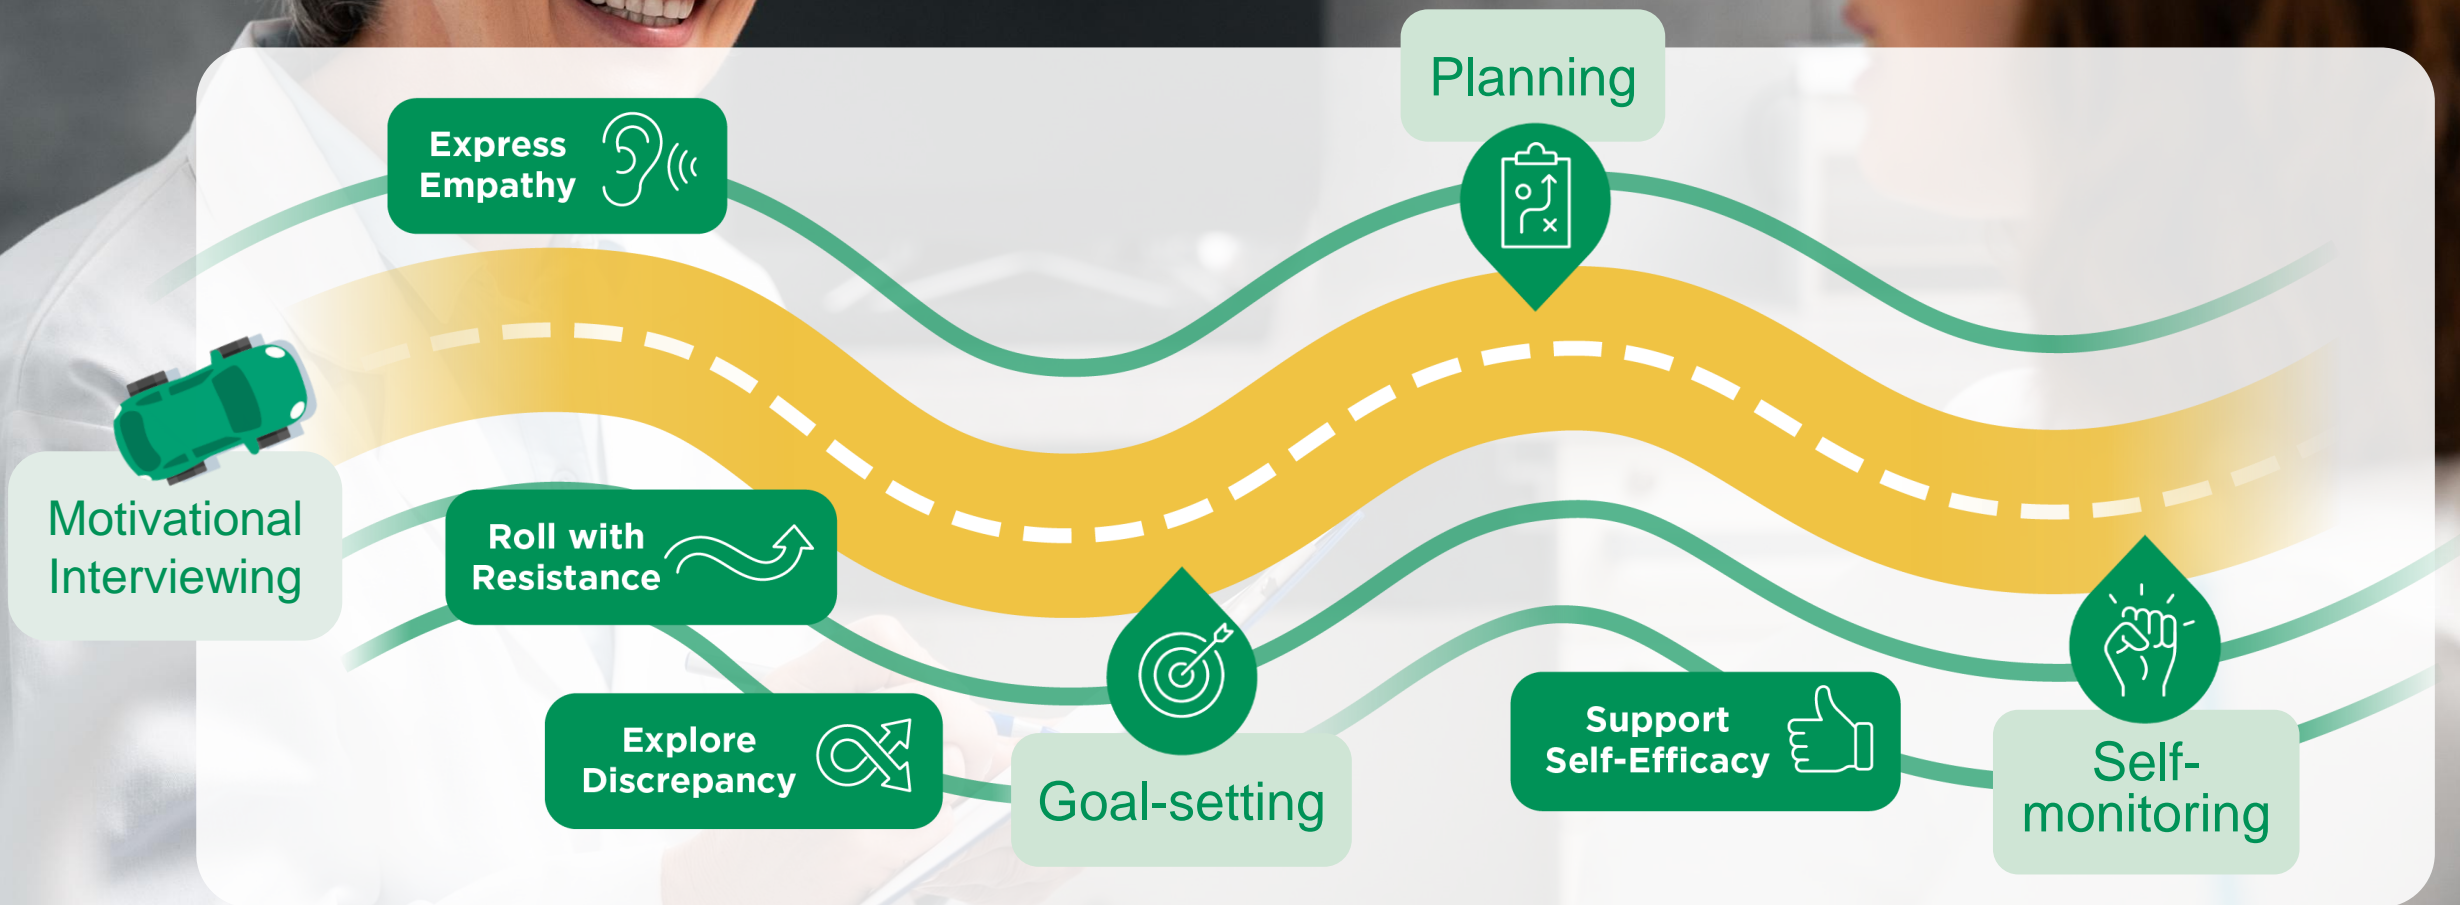 Planning
Express
Empathy
Motivational
Interviewing
Roll with
Resistance
Explore
Discrepancy
Goal-setting
Support
Self-Efficacy
Self-
monitoring